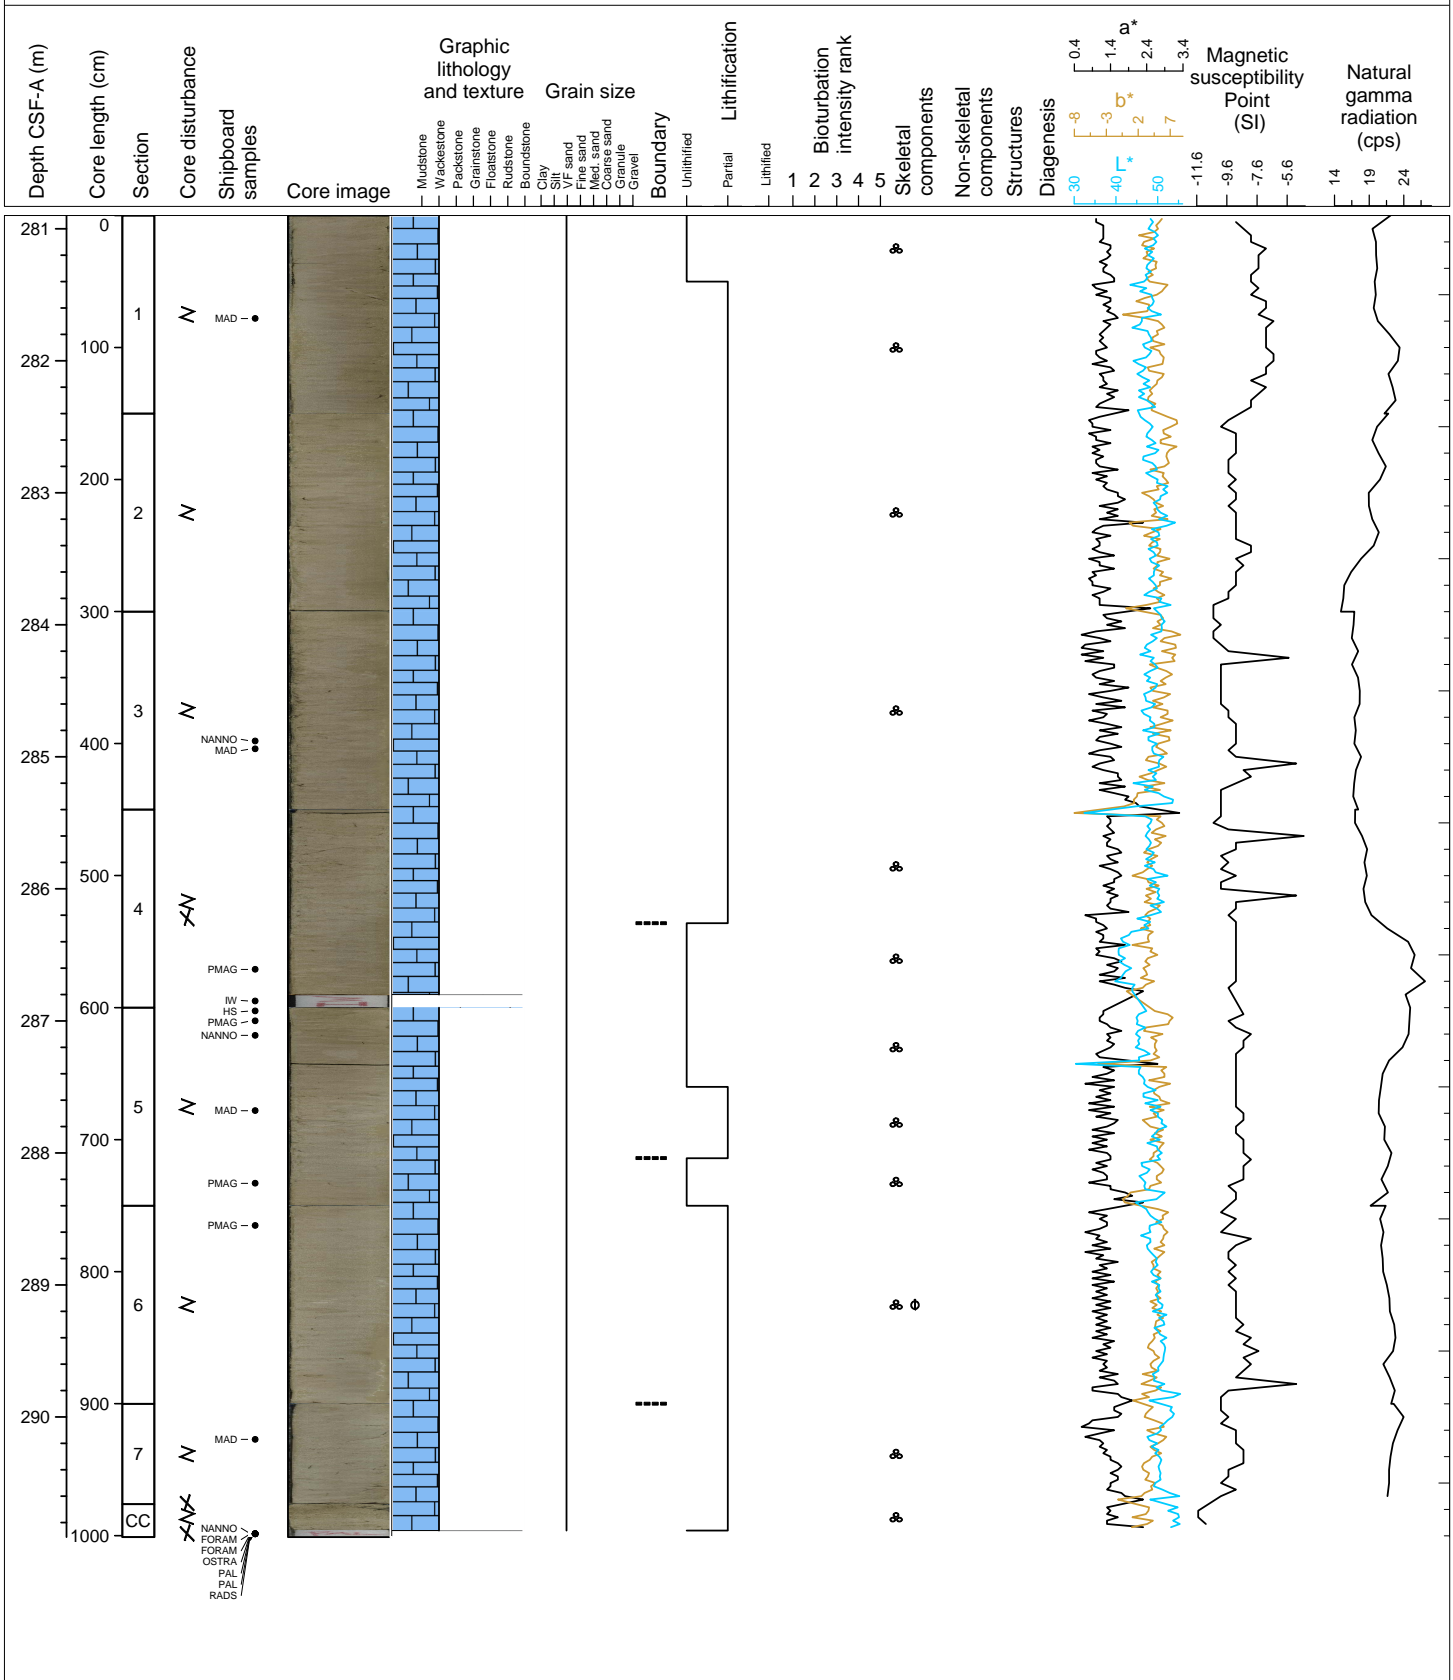 Depth CSF-A (m)
Core length (cm)
Section
Core disturbance
Shipboard
samples
Core image
Graphic
lithology
and texture
Mudstone
Wackestone
Packstone
Grainstone
Floatstone
Rudstone
Boundstone
Grain size
Clay
Silt
VF sand
Fine sand
Med. sand
Coarse sand
Granule
Gravel
Boundary
Lithification
Unlithified
Partial
Lithified
Bioturbation
intensity rank
1 2 3 4 5
Skeletal
components
Non-skeletal
components
Structures
Diagenesis
a*
0.4 1.4 2.4 3.4
b*
-8 -3 2 7
L*
30 40 50
Magnetic
susceptibility
Point
(SI)
-11.6 -9.6 -7.6 -5.6
Natural
gamma
radiation
(cps)
14 19 24
281
282
283
284
285
286
287
288
289
290
0
100
200
300
400
500
600
700
800
900
1000
1
2
3
4
5
6
7
CC
MAD
NANNO
MAD
PMAG
IW
HS
PMAG
NANNO
MAD
PMAG
PMAG
MAD
NANNO
FORAM
FORAM
OSTRA
PAL
PAL
RADS